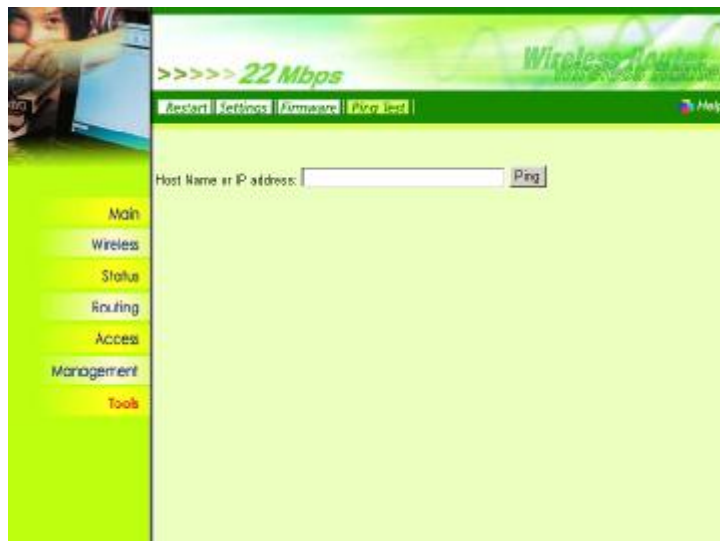 >>>>> 22 Mbps
Wireless Router
Restart Settings Firmware Ping Test
Help
Host Name or IP address: Ping
Main
Wireless
Status
Routing
Access
Management
Tools